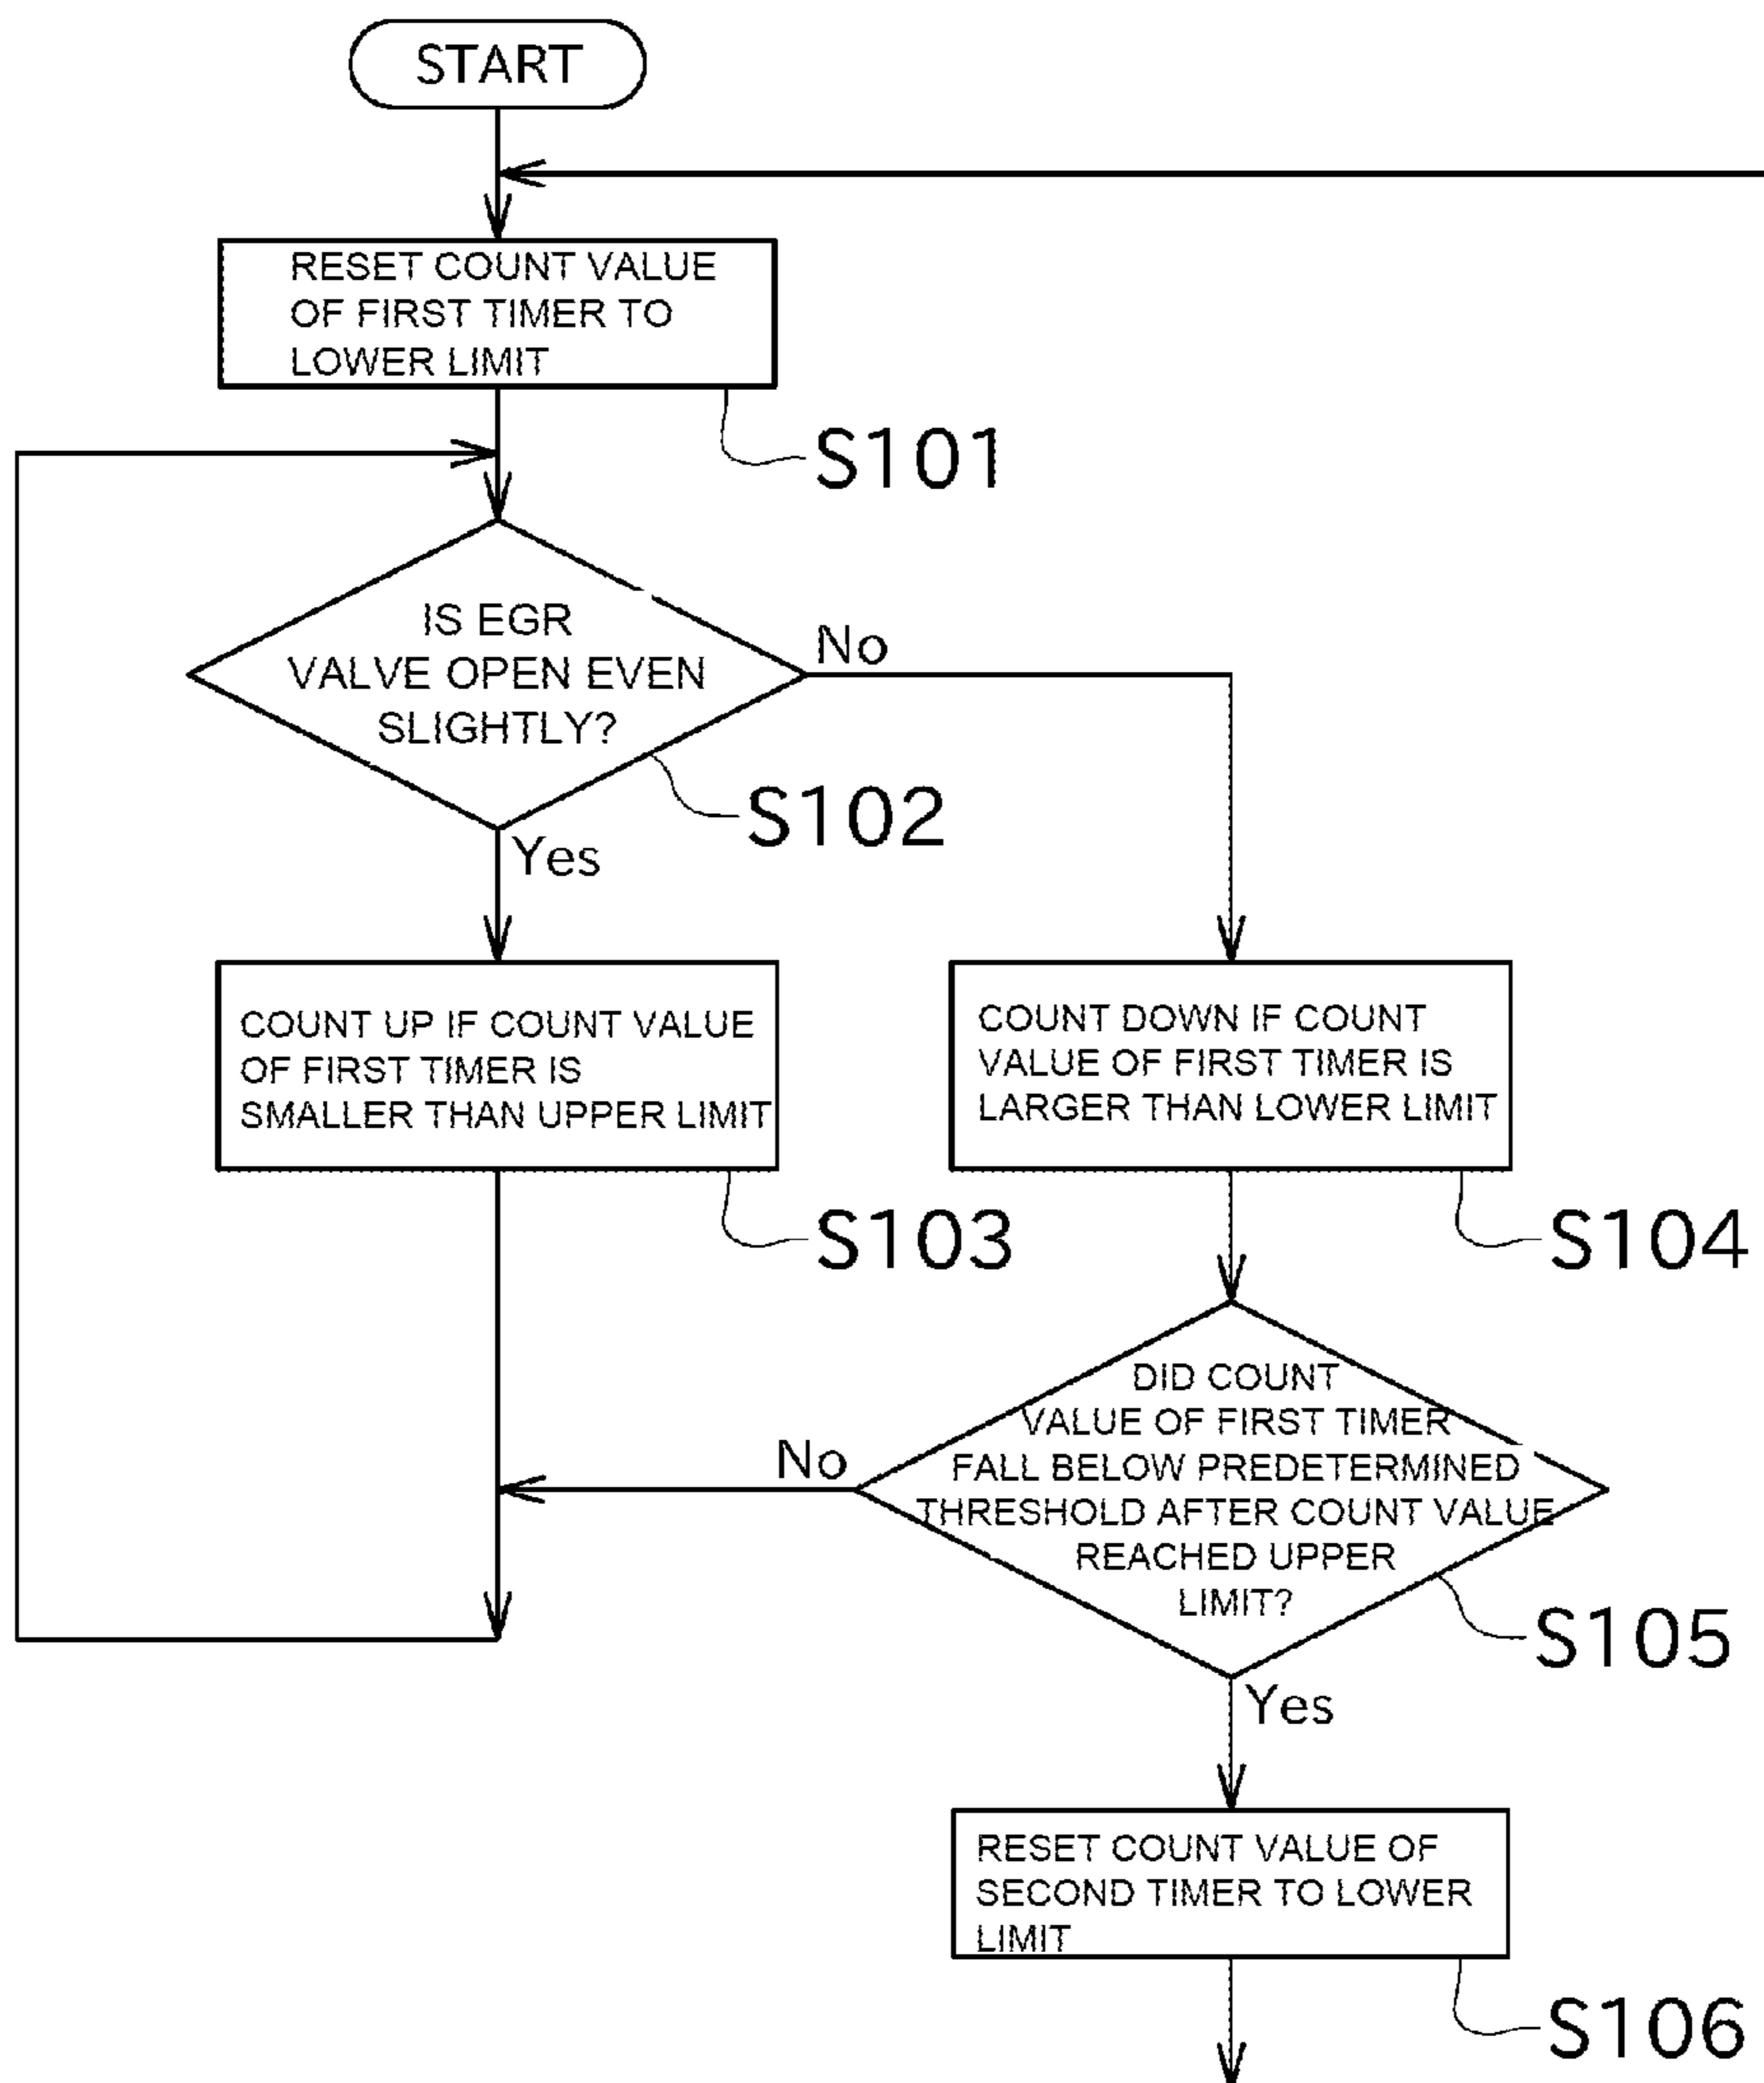 START
RESET COUNT VALUE
OF FIRST TIMER TO
LOWER LIMIT
S101
IS EGR
VALVE OPEN EVEN
SLIGHTLY?
No
S102
Yes
COUNT UP IF COUNT VALUE
OF FIRST TIMER IS
SMALLER THAN UPPER LIMIT
S103
COUNT DOWN IF COUNT
VALUE OF FIRST TIMER IS
LARGER THAN LOWER LIMIT
S104
DID COUNT
VALUE OF FIRST TIMER
FALL BELOW PREDETERMINED
THRESHOLD AFTER COUNT VALUE
REACHED UPPER
LIMIT?
No
S105
Yes
RESET COUNT VALUE OF
SECOND TIMER TO LOWER
LIMIT
S106